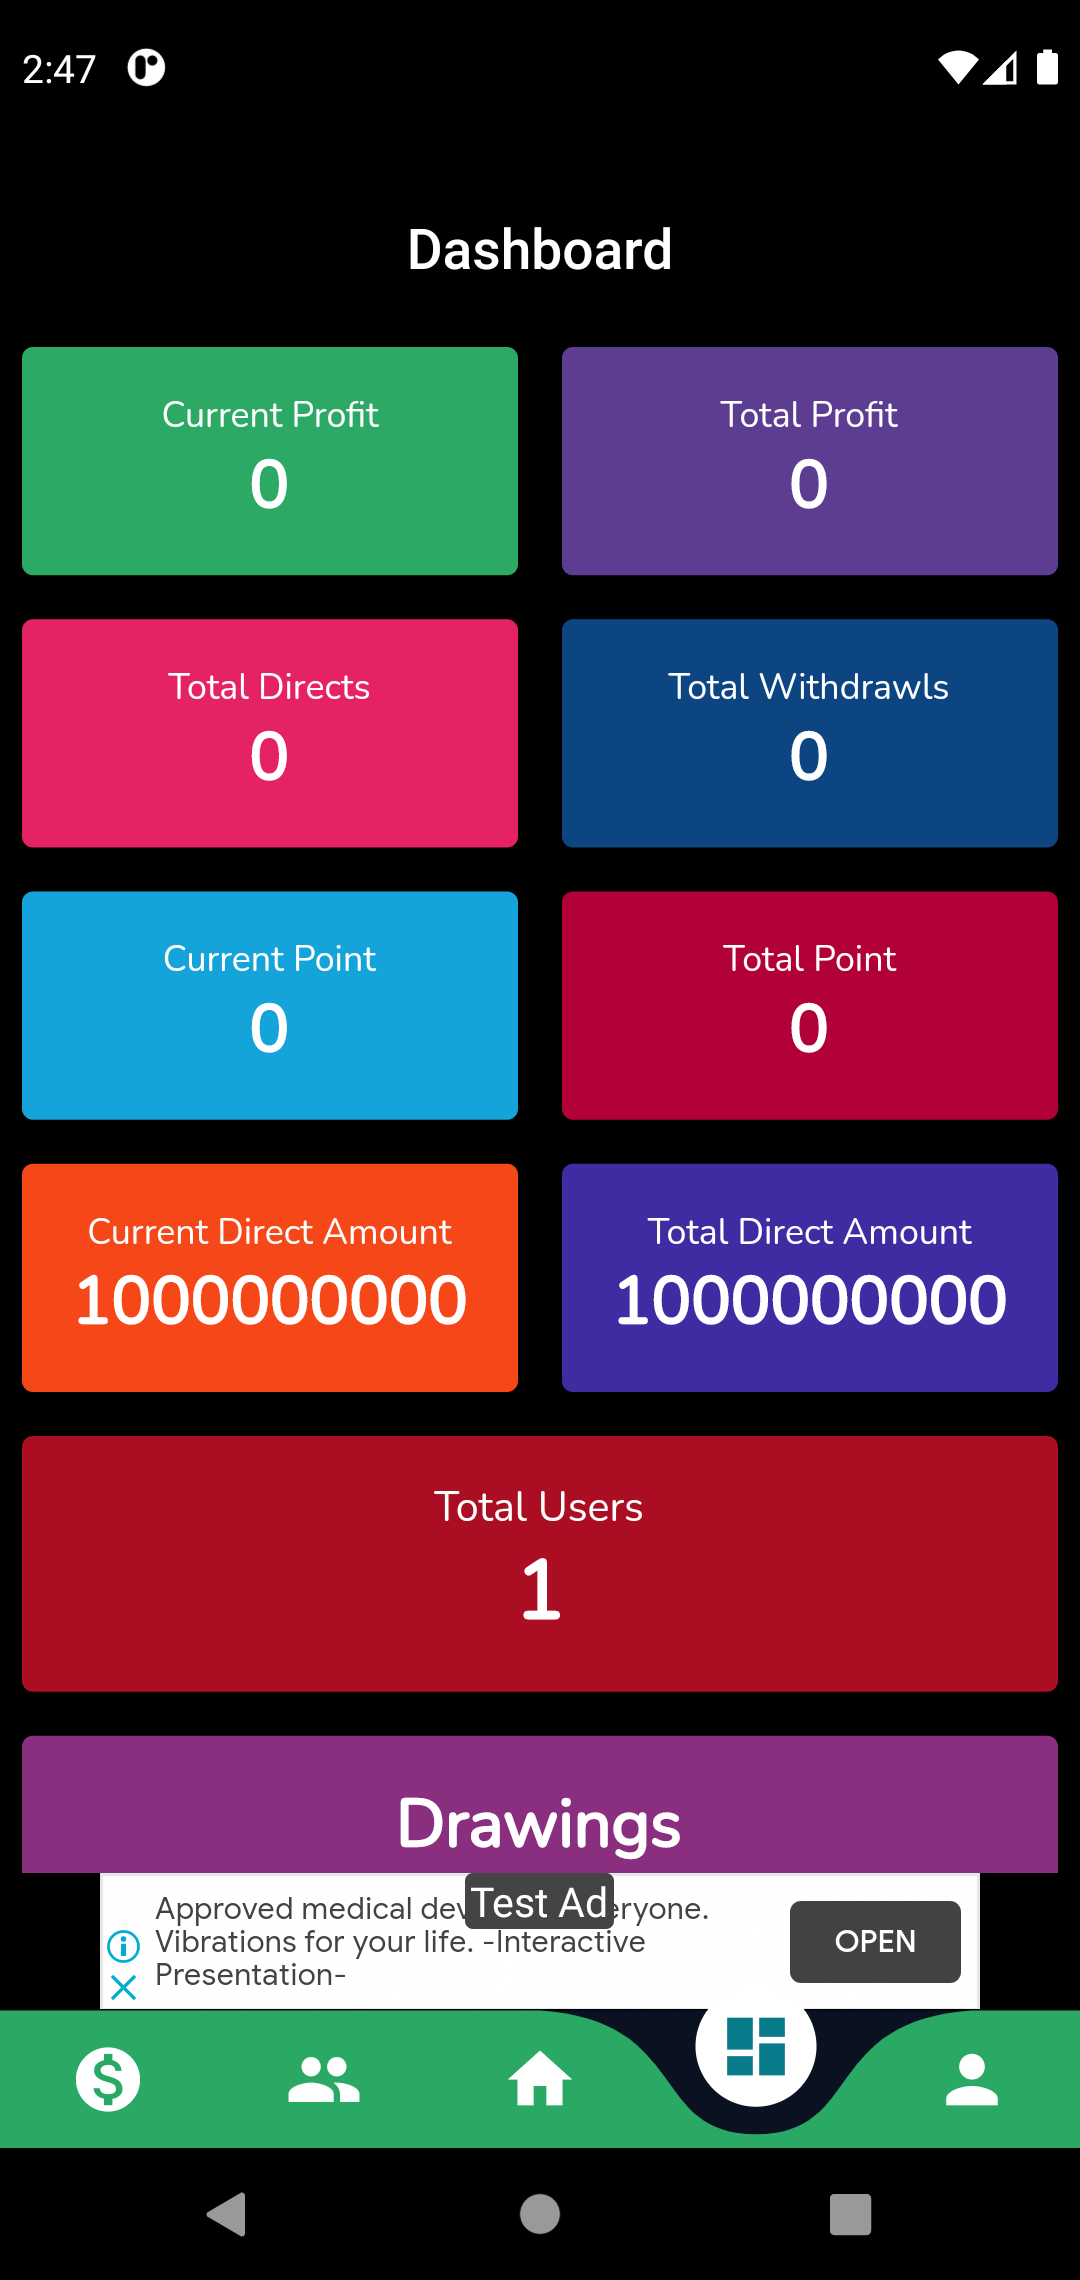 2:47
Dashboard
Current Profit
0
Total Profit
0
Total Directs
0
Total Withdrawls
0
Current Point
0
Total Point
0
Current Direct Amount
1000000000
Total Direct Amount
1000000000
Total Users
1
Drawings
Test Ad
Approved medical dev eryone.
Vibrations for your life. -Interactive
Presentation-
OPEN